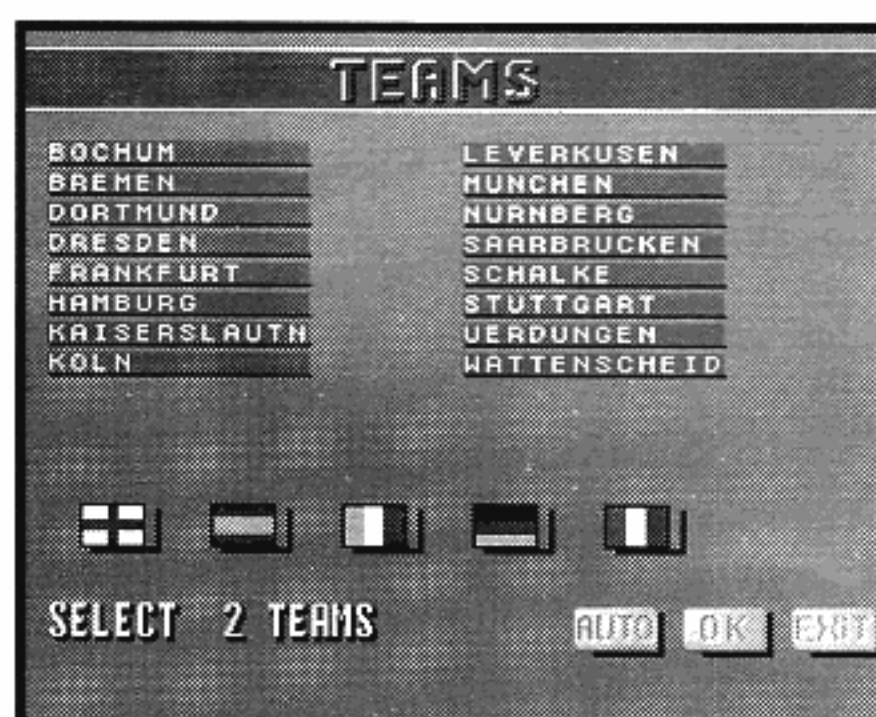 TEAMS
BOCHUM
BREMEN
DORTMUND
DRESDEN
FRANKFURT
HAMBURG
KAISERSLAUTN
KOLN
LEVERKUSEN
MUNCHEN
NURNBERG
SAARBRUCKEN
SCHALKE
STUTTGART
UERDUNGEN
WATTENSCHEID
SELECT 2 TEAMS
AUTO OK EXIT